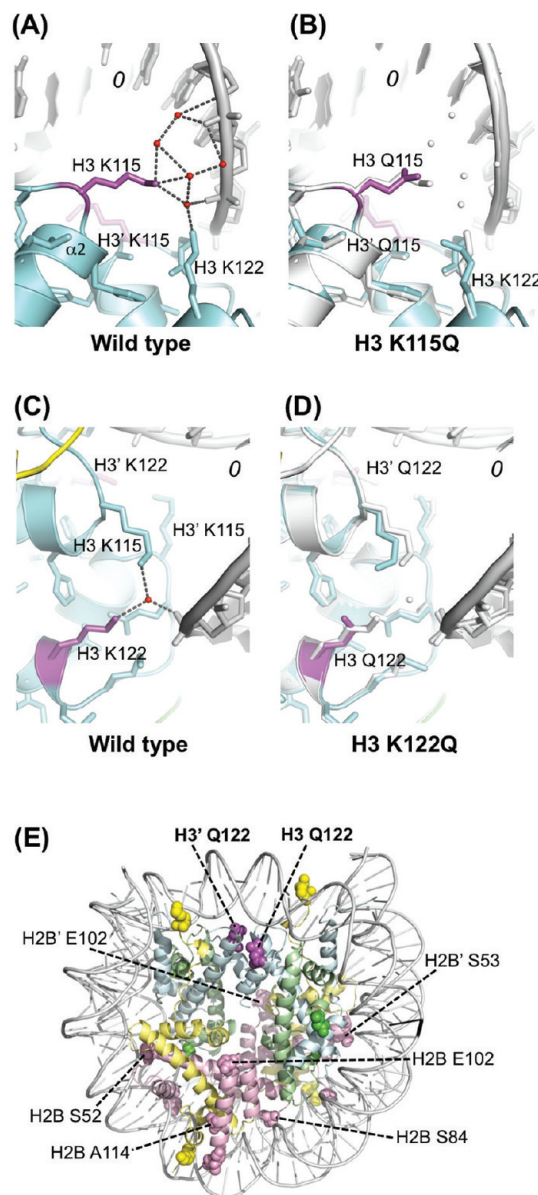 (A)
(B)
0
0
H3 K115
H3 Q115
H3' K115
H3' Q115
α2
H3 K122
H3 K122
Wild type
H3 K115Q
(C)
(D)
H3' K122
0
H3' Q122
0
H3' K115
H3 K115
H3 K122
H3 Q122
Wild type
H3 K122Q
(E)
H3' Q122
H3 Q122
H2B' E102
H2B' S53
H2B E102
H2B S52
H2B A114
H2B S84